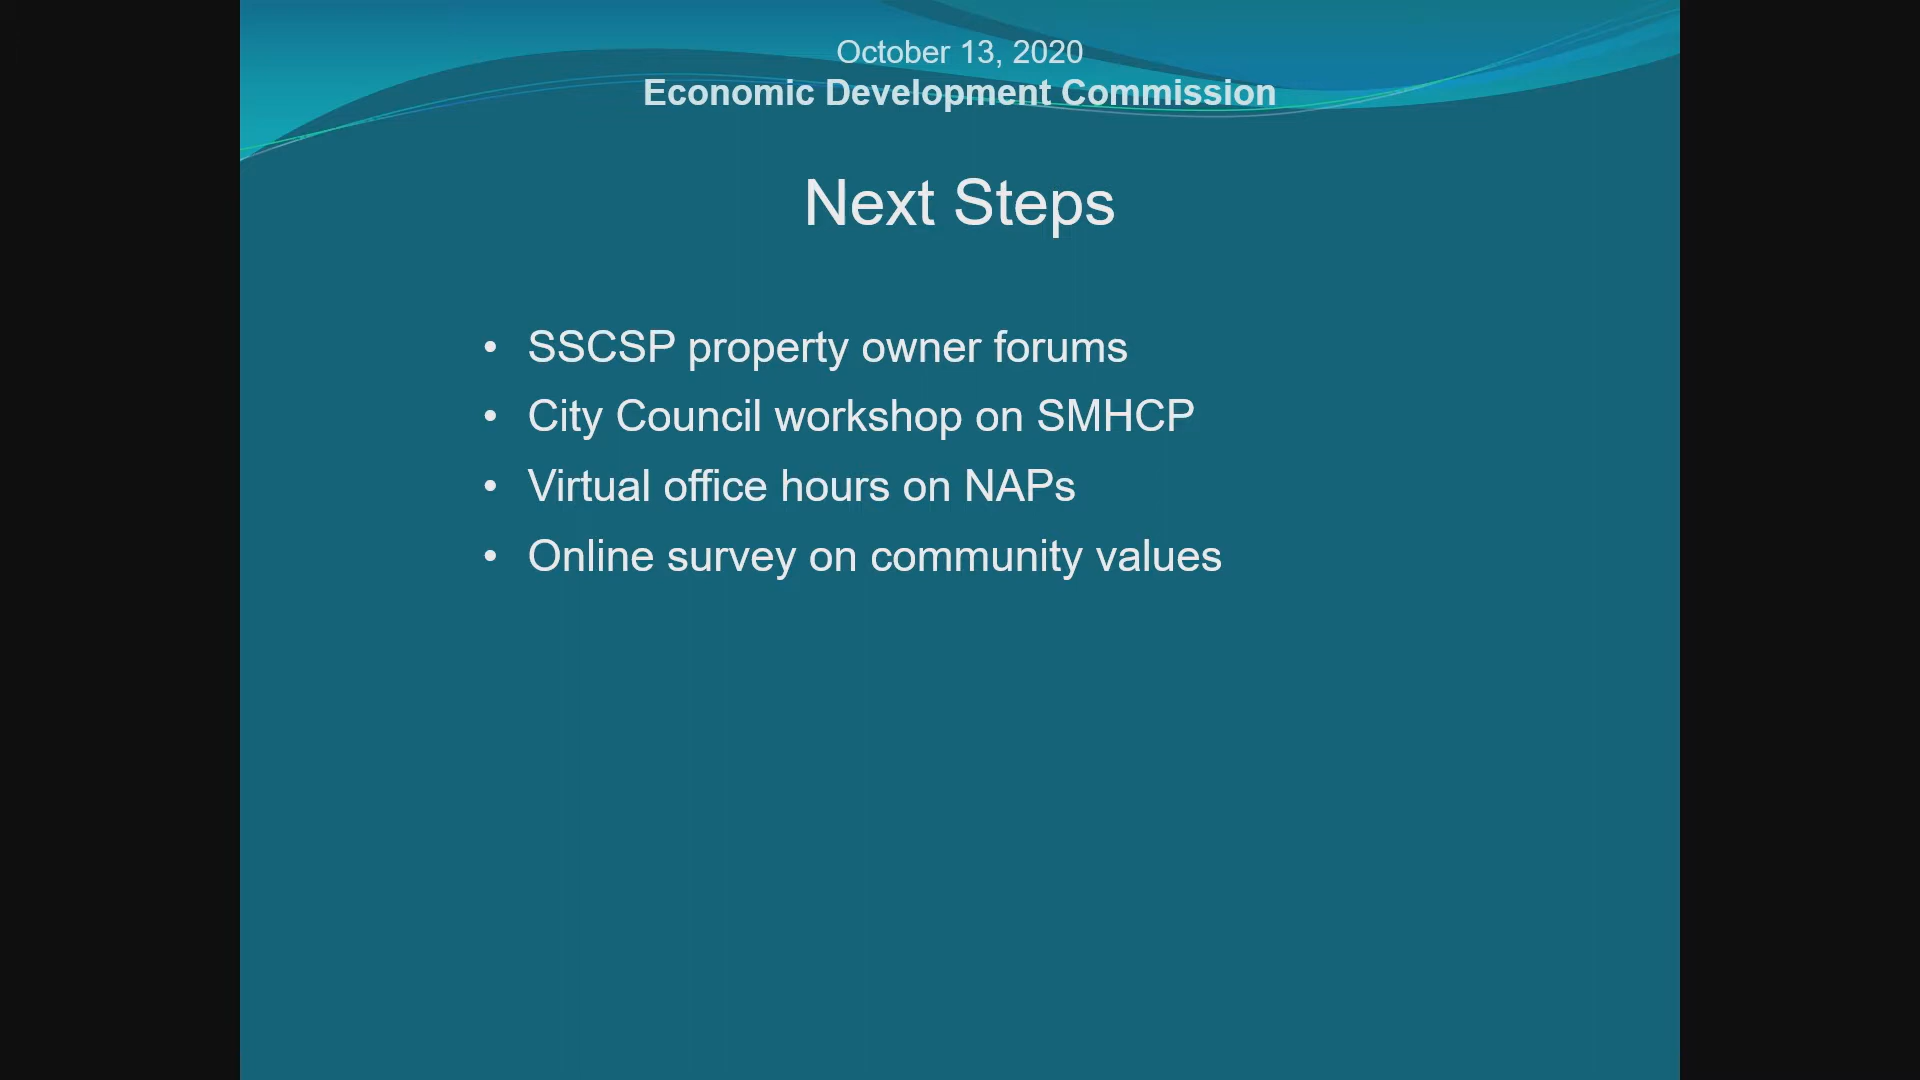 October 13, 2020
Economic Development Commission
Next Steps
• SSCSP property owner forums
• City Council workshop on SMHCP
• Virtual office hours on NAPs
• Online survey on community values